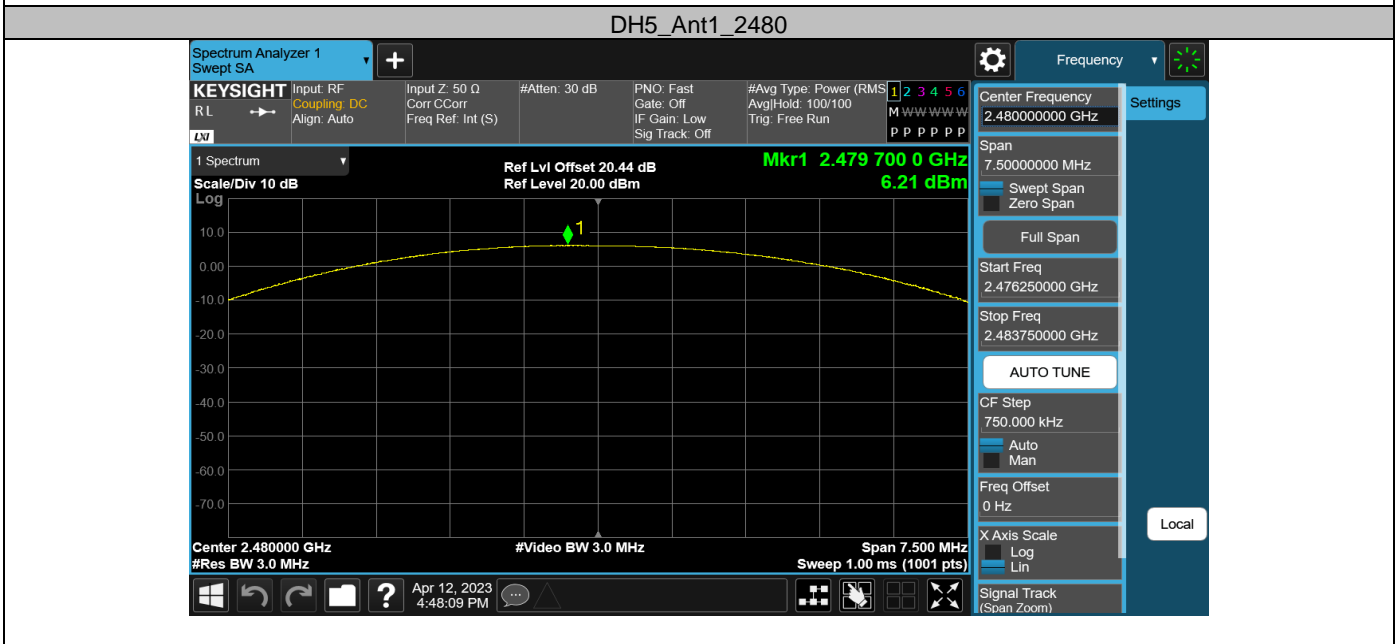 DH5_Ant1_2480
Spectrum Analyzer 1
Swept SA
Frequency
KEYSIGHT
RL
LXI
Input: RF
Coupling: DC
Align: Auto
Input Z: 50 Ω
Corr CCorr
Freq Ref: Int (S)
#Atten: 30 dB
PNO: Fast
Gate: Off
IF Gain: Low
Sig Track: Off
#Avg Type: Power (RMS
Avg|Hold: 100/100
Trig: Free Run
1 2 3 4 5 6
M W W W W W
P P P P P P
1 Spectrum
Scale/Div 10 dB
Log
Ref Lvl Offset 20.44 dB
Ref Level 20.00 dBm
Mkr1 2.479 700 0 GHz
6.21 dBm
1
10.0
0.00
-10.0
-20.0
-30.0
-40.0
-50.0
-60.0
-70.0
Center 2.480000 GHz
#Video BW 3.0 MHz
Span 7.500 MHz
#Res BW 3.0 MHz
Sweep 1.00 ms (1001 pts)
Apr 12, 2023
4:48:09 PM
Center Frequency
2.480000000 GHz
Settings
Span
7.50000000 MHz
Swept Span
Zero Span
Full Span
Start Freq
2.476250000 GHz
Stop Freq
2.483750000 GHz
AUTO TUNE
CF Step
750.000 kHz
Auto
Man
Freq Offset
0 Hz
X Axis Scale
Log
Lin
Local
Signal Track
(Span Zoom)